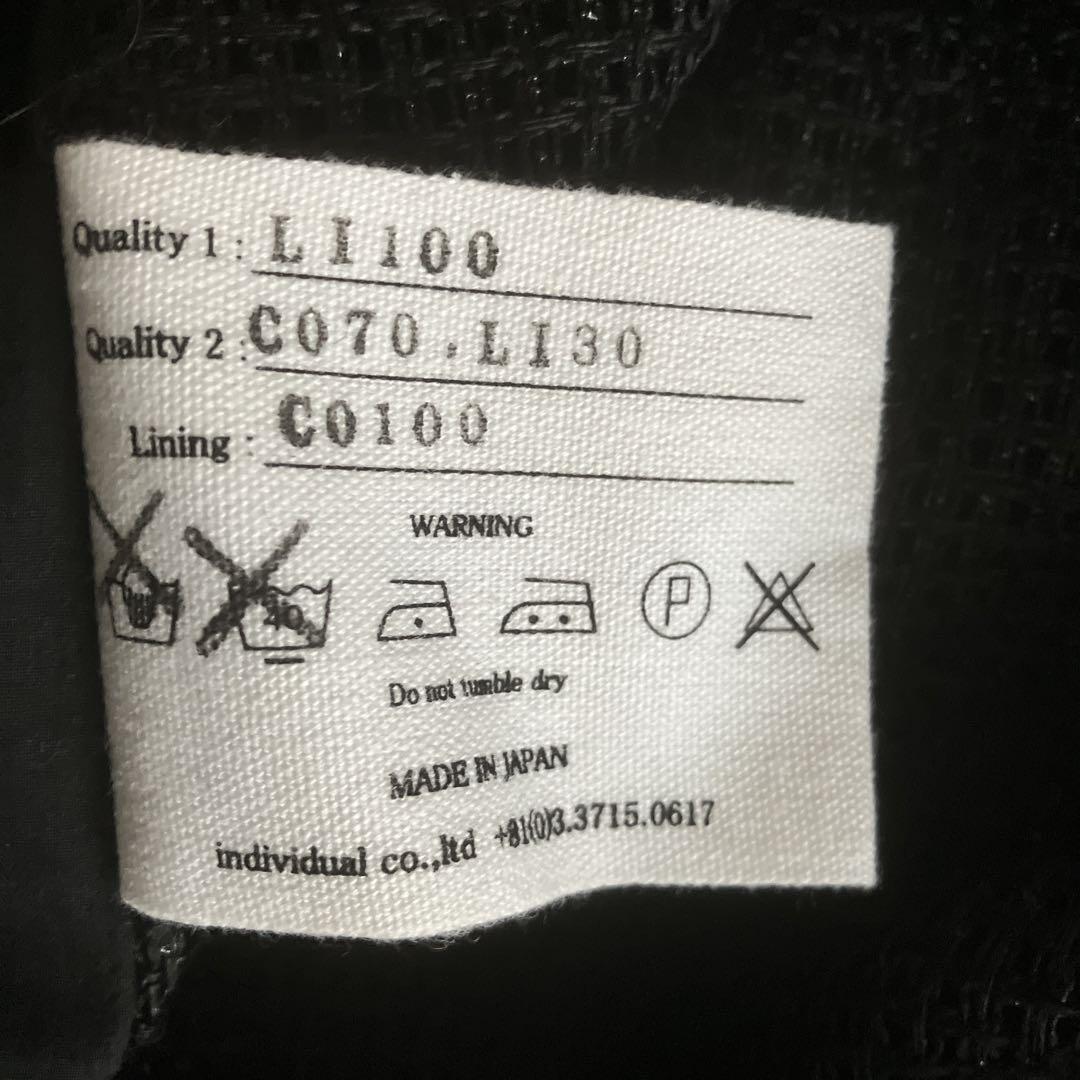 Quality 1 : LI100
Quality 2 : CO70.LI30
Lining : CO100
WARNING
40
P
Do not tumble dry
MADE IN JAPAN
individual co.,ltd +81(0)3.3715.0617